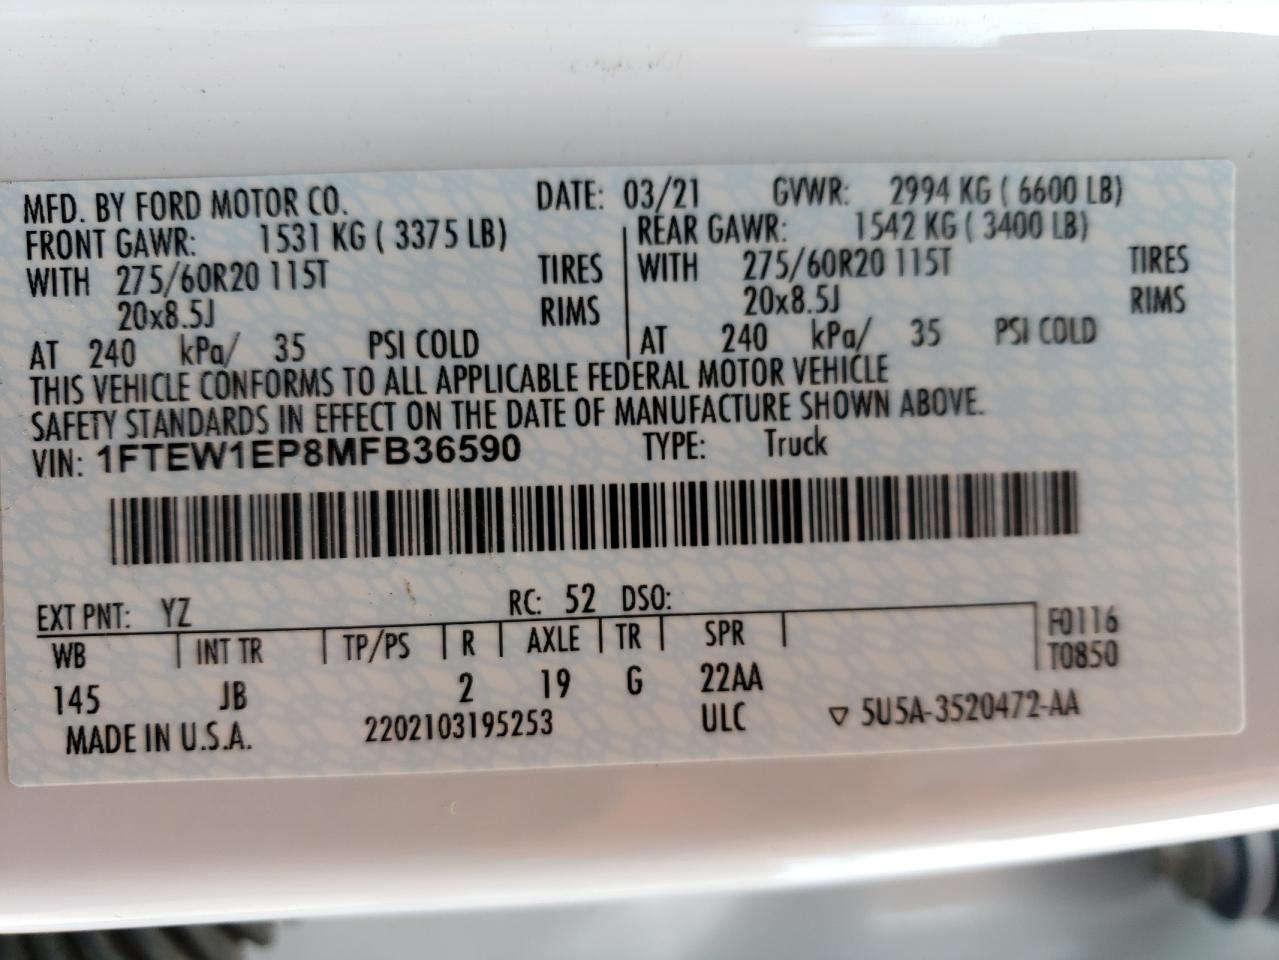 MFD. BY FORD MOTOR CO. DATE: 03/21 GVWR: 2994 KG ( 6600 LB)
FRONT GAWR: 1531 KG ( 3375 LB) REAR GAWR: 1542 KG ( 3400 LB)
WITH 275/60R20 115T TIRES WITH 275/60R20 115T TIRES
20x8.5J RIMS 20x8.5J RIMS
AT 240 kPa/ 35 PSI COLD AT 240 kPa/ 35 PSI COLD
THIS VEHICLE CONFORMS TO ALL APPLICABLE FEDERAL MOTOR VEHICLE
SAFETY STANDARDS IN EFFECT ON THE DATE OF MANUFACTURE SHOWN ABOVE.
VIN: 1FTEW1EP8MFB36590 TYPE: Truck
EXT PNT: YZ RC: 52 DSO:
WB INT TR TP/PS R AXLE TR SPR F0116
T0850
145 JB 2 19 G 22AA
MADE IN U.S.A. 2202103195253 ULC ▽ 5U5A-3520472-AA